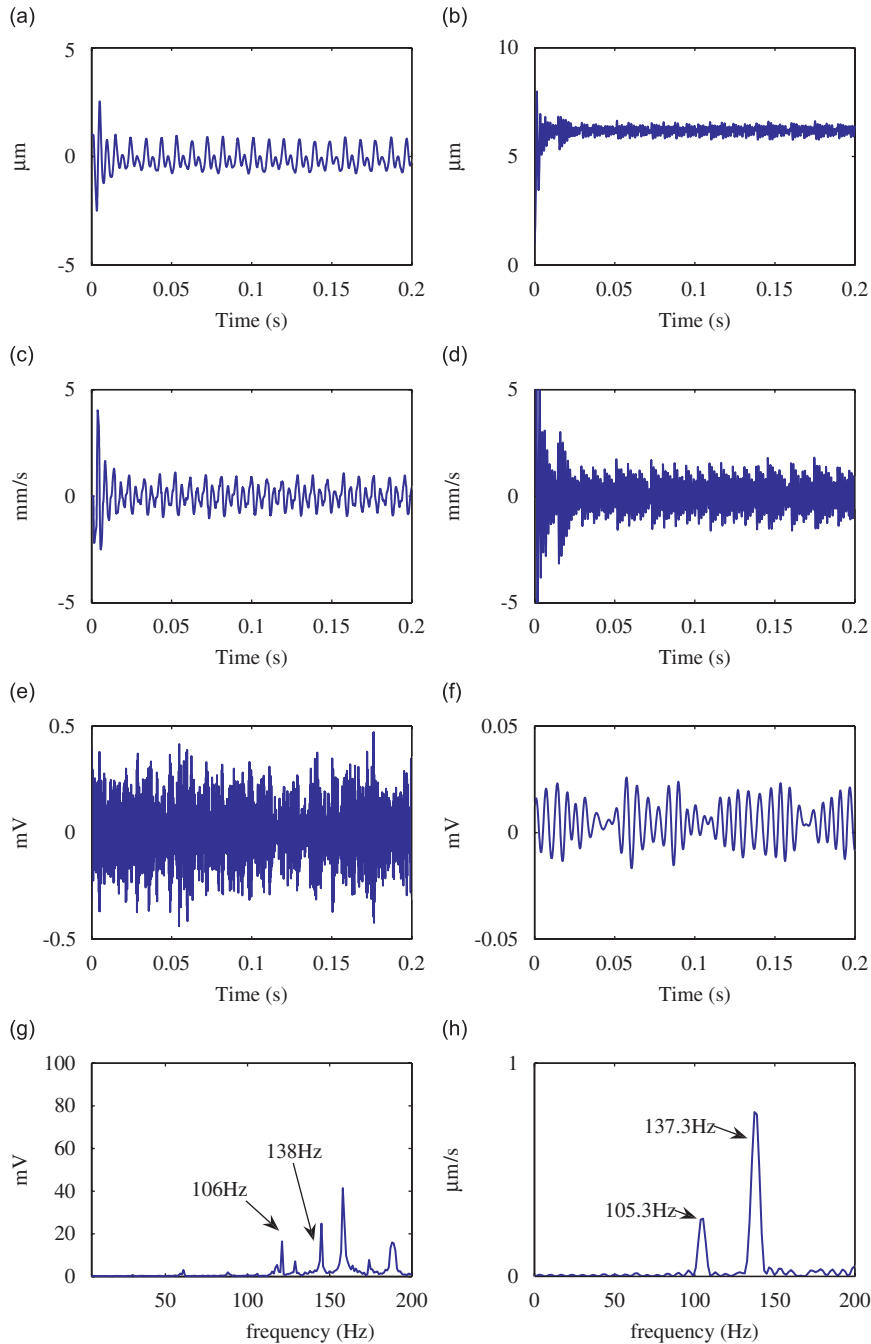 (a)
5
0
-5
μm
0 0.05 0.1 0.15 0.2
Time (s)
(b)
10
5
0
μm
0 0.05 0.1 0.15 0.2
Time (s)
(c)
5
0
-5
mm/s
0 0.05 0.1 0.15 0.2
Time (s)
(d)
5
0
-5
mm/s
0 0.05 0.1 0.15 0.2
Time (s)
(e)
0.5
0
-0.5
mV
0 0.05 0.1 0.15 0.2
Time (s)
(f)
0.05
0
-0.05
mV
0 0.05 0.1 0.15 0.2
Time (s)
(g)
100
80
60
40
20
0
mV
138Hz
106Hz
50 100 150 200
frequency (Hz)
(h)
1
0
μm/s
137.3Hz
105.3Hz
0 50 100 150 200
frequency (Hz)